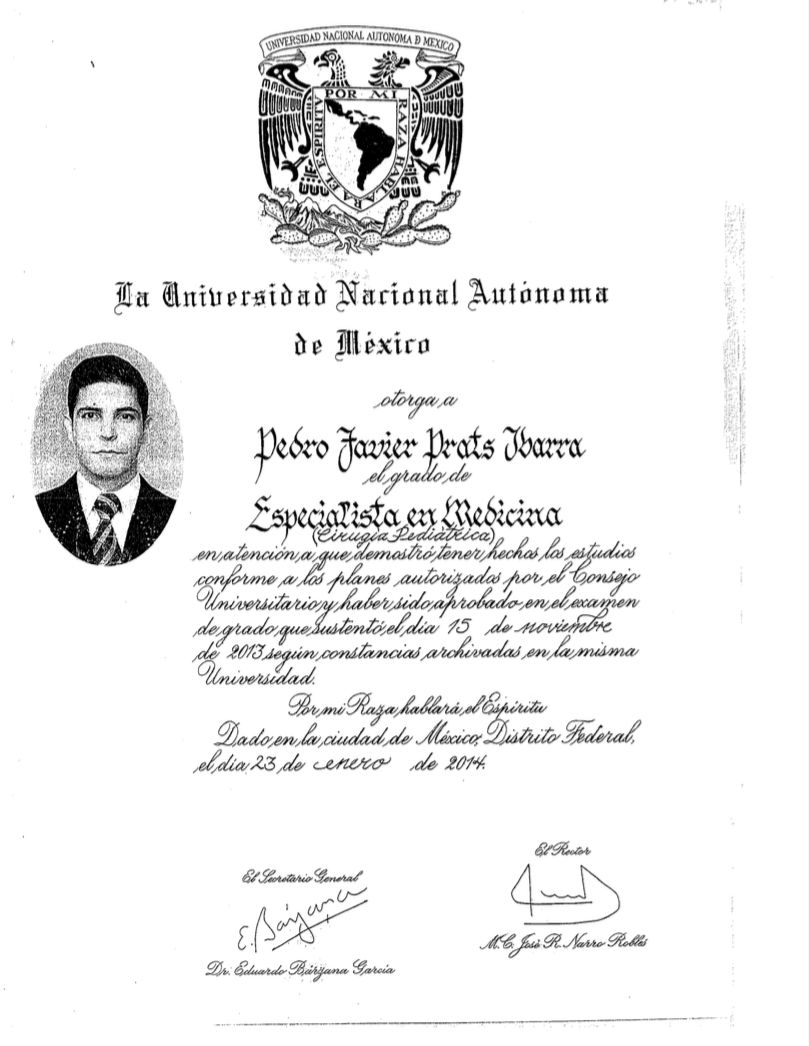 UNIVERSIDAD NACIONAL AUTONOMA D MEXICO
POR MI RAZA HABLARA EL ESPIRITU
La Universidad Nacional Autónoma
de México
otorga a
Pedro Javier Prats Ibarra
el grado de
Especialista en Medicina
(Cirugía Pediátrica)
en atención a que demostró tener hechos los estudios
conforme a los planes autorizados por el Consejo
Universitario y haber sido aprobado en el examen
de grado que sustentó el día 15 de noviembre
de 2013 según constancias archivadas en la misma
Universidad.
Por mi Raza hablará el Espíritu
Dado en la ciudad de México, Distrito Federal,
el día 23 de enero de 2014.
El Secretario General
E. Bárzana
Dr. Eduardo Bárzana García
El Rector
M.C. José R. Narro Robles